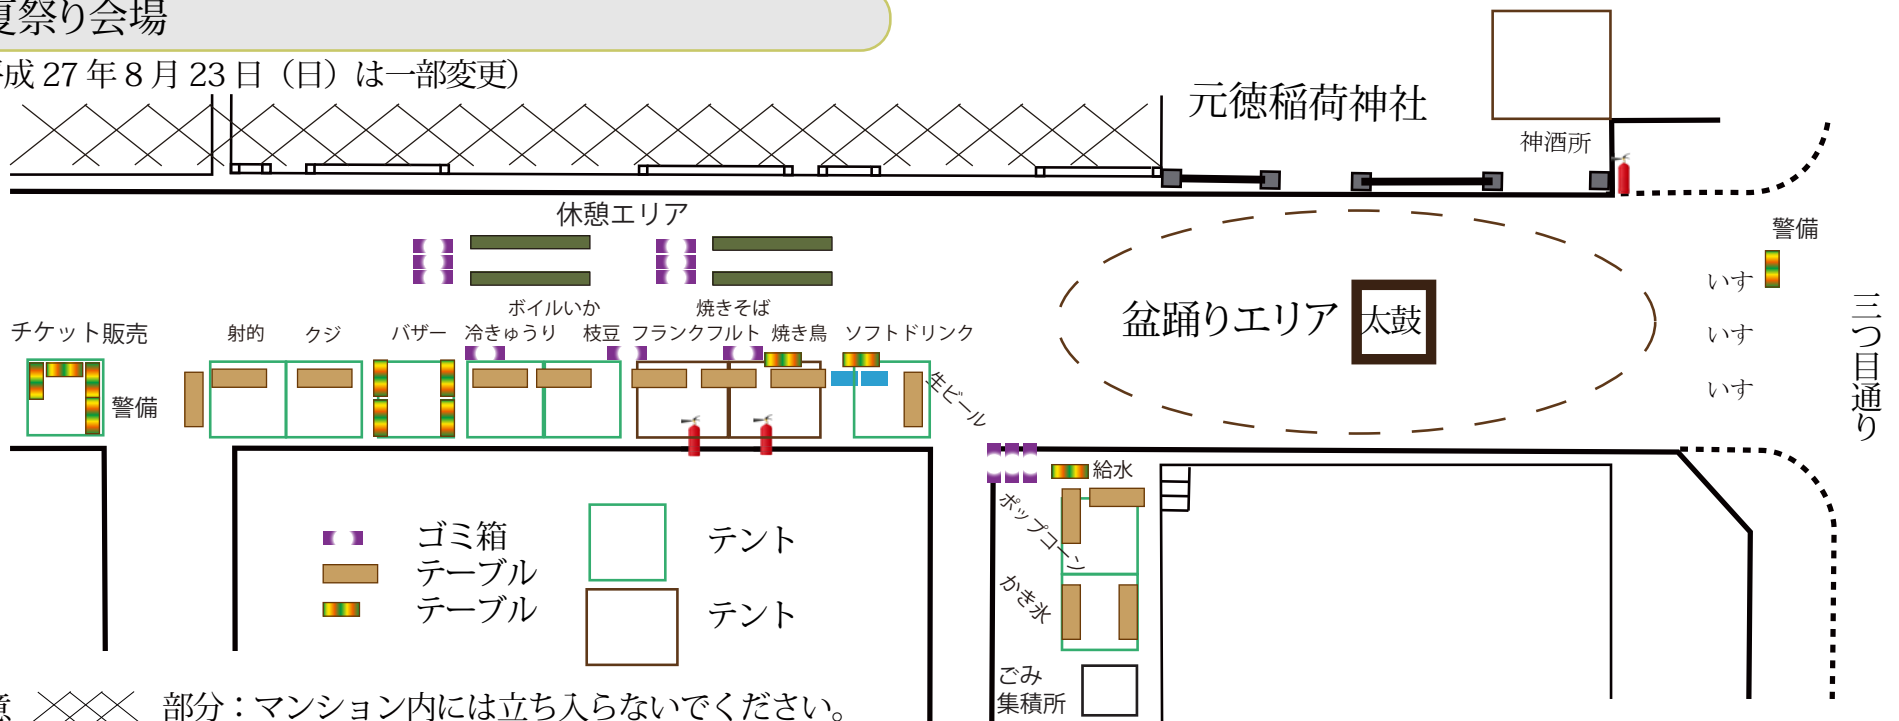 夏祭り会場
平成 27 年 8 月 23 日（日）は一部変更）
元徳稲荷神社
神酒所
休憩エリア
警備
いす
いす
いす
三つ目通り
盆踊りエリア
太鼓
ボイルいか
焼きそば
チケット販売
射的
クジ
バザー
冷きゅうり
枝豆
フランクフルト
焼き鳥
ソフトドリンク
生ビール
警備
給水
ポップコーン
かき氷
ごみ
集積所
ゴミ箱
テーブル
テーブル
テント
テント
意
部分：マンション内には立ち入らないでください。